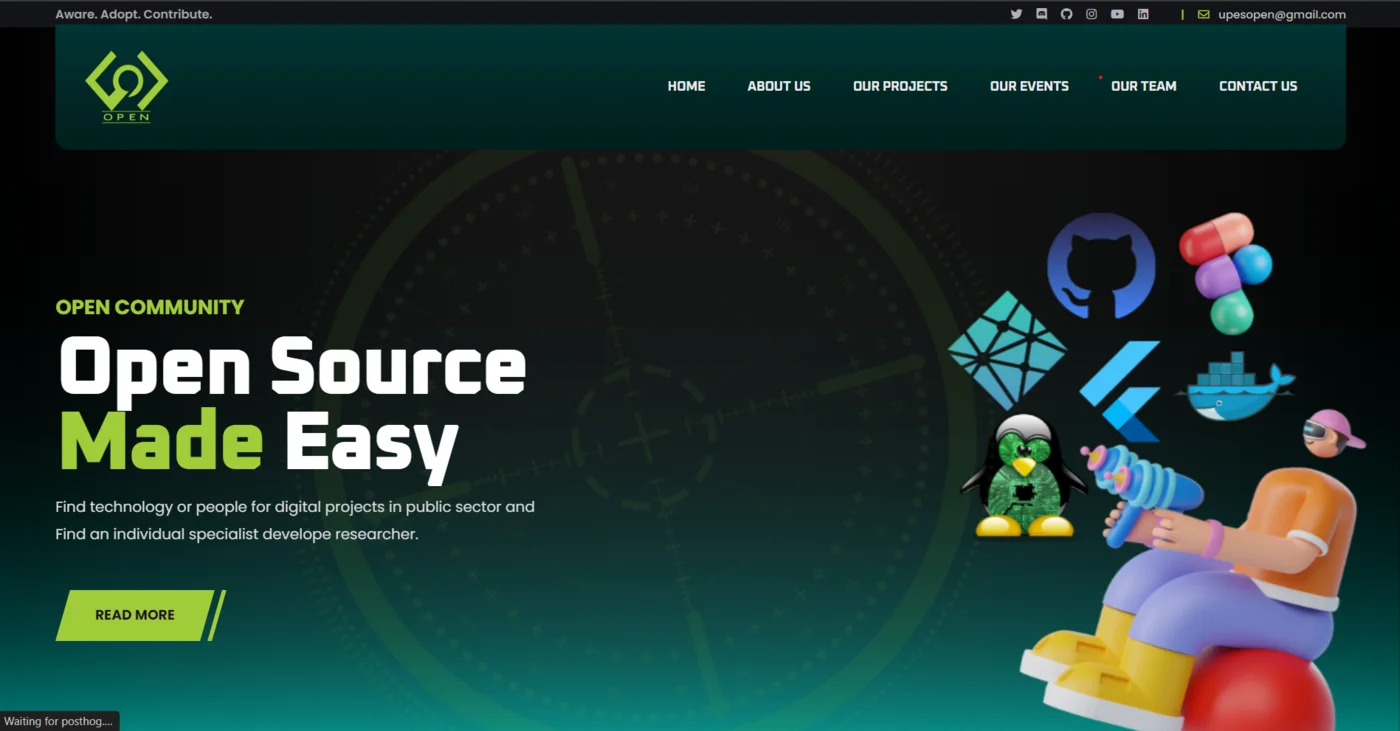 Aware. Adopt. Contribute.
upesopen@gmail.com
OPEN
HOME ABOUT US OUR PROJECTS OUR EVENTS OUR TEAM CONTACT US
OPEN COMMUNITY
Open Source
Made Easy
Find technology or people for digital projects in public sector and
Find an individual specialist develope researcher.
READ MORE
Waiting for posthog....